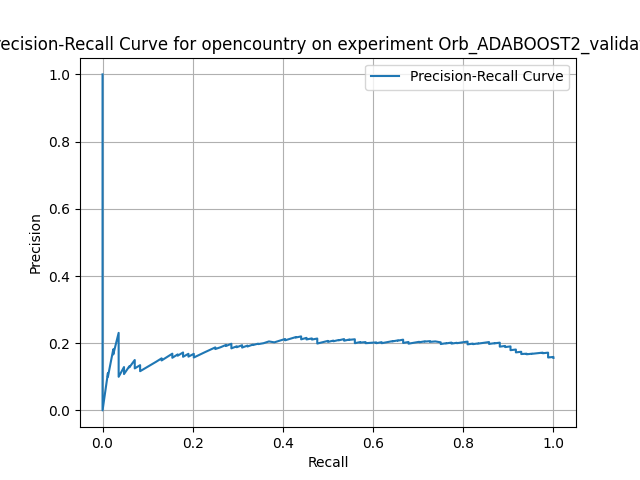 recision-Recall Curve for opencountry on experiment Orb_ADABOOST2_valida
Precision-Recall Curve
1.0
0.8
0.6
0.4
0.2
0.0
Precision
0.0 0.2 0.4 0.6 0.8 1.0
Recall